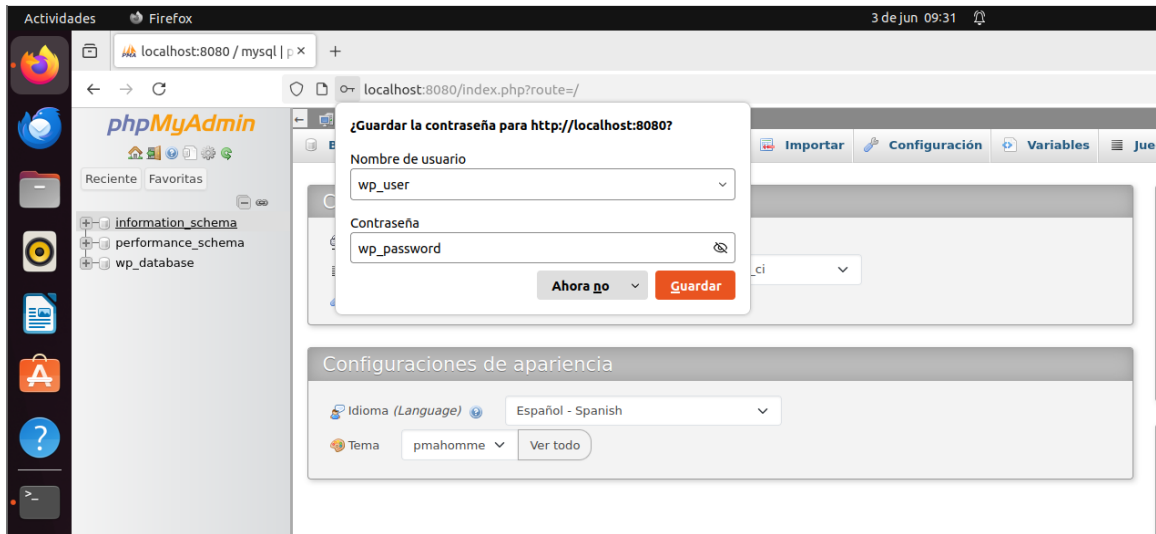 Actividades Firefox 3 de jun 09:31
localhost:8080 / mysql | p
localhost:8080/index.php?route=/
phpMyAdmin
Reciente Favoritas
information_schema
performance_schema
wp_database
¿Guardar la contraseña para http://localhost:8080?
Nombre de usuario
wp_user
Contraseña
wp_password
Ahora no Guardar
B Importar Configuración Variables Jue
C
_ci
Configuraciones de apariencia
Idioma (Language) Español - Spanish
Tema pmahomme Ver todo